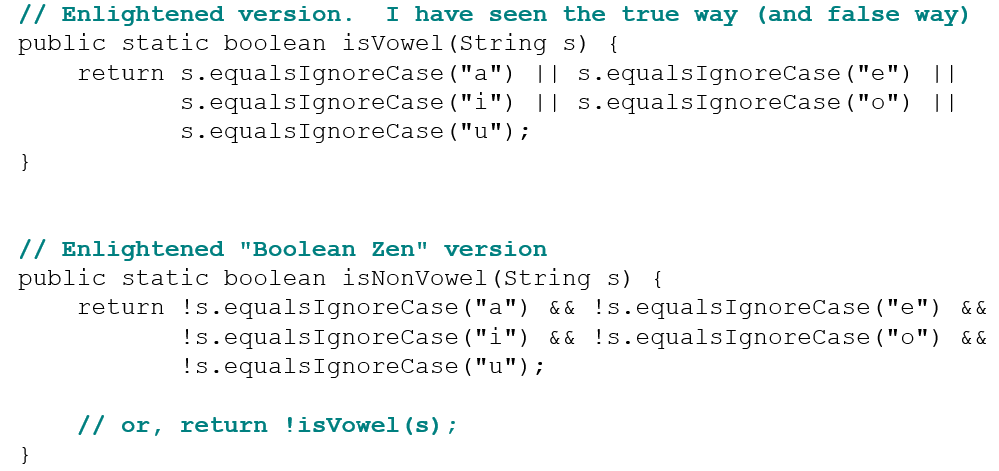 // Enlightened version.  I have seen the true way (and false way)
public static boolean isVowel(String s) {
    return s.equalsIgnoreCase("a") || s.equalsIgnoreCase("e") ||
           s.equalsIgnoreCase("i") || s.equalsIgnoreCase("o") ||
           s.equalsIgnoreCase("u");
}
// Enlightened "Boolean Zen" version
public static boolean isNonVowel(String s) {
    return !s.equalsIgnoreCase("a") && !s.equalsIgnoreCase("e") &&
           !s.equalsIgnoreCase("i") && !s.equalsIgnoreCase("o") &&
           !s.equalsIgnoreCase("u");
    // or, return !isVowel(s);
}